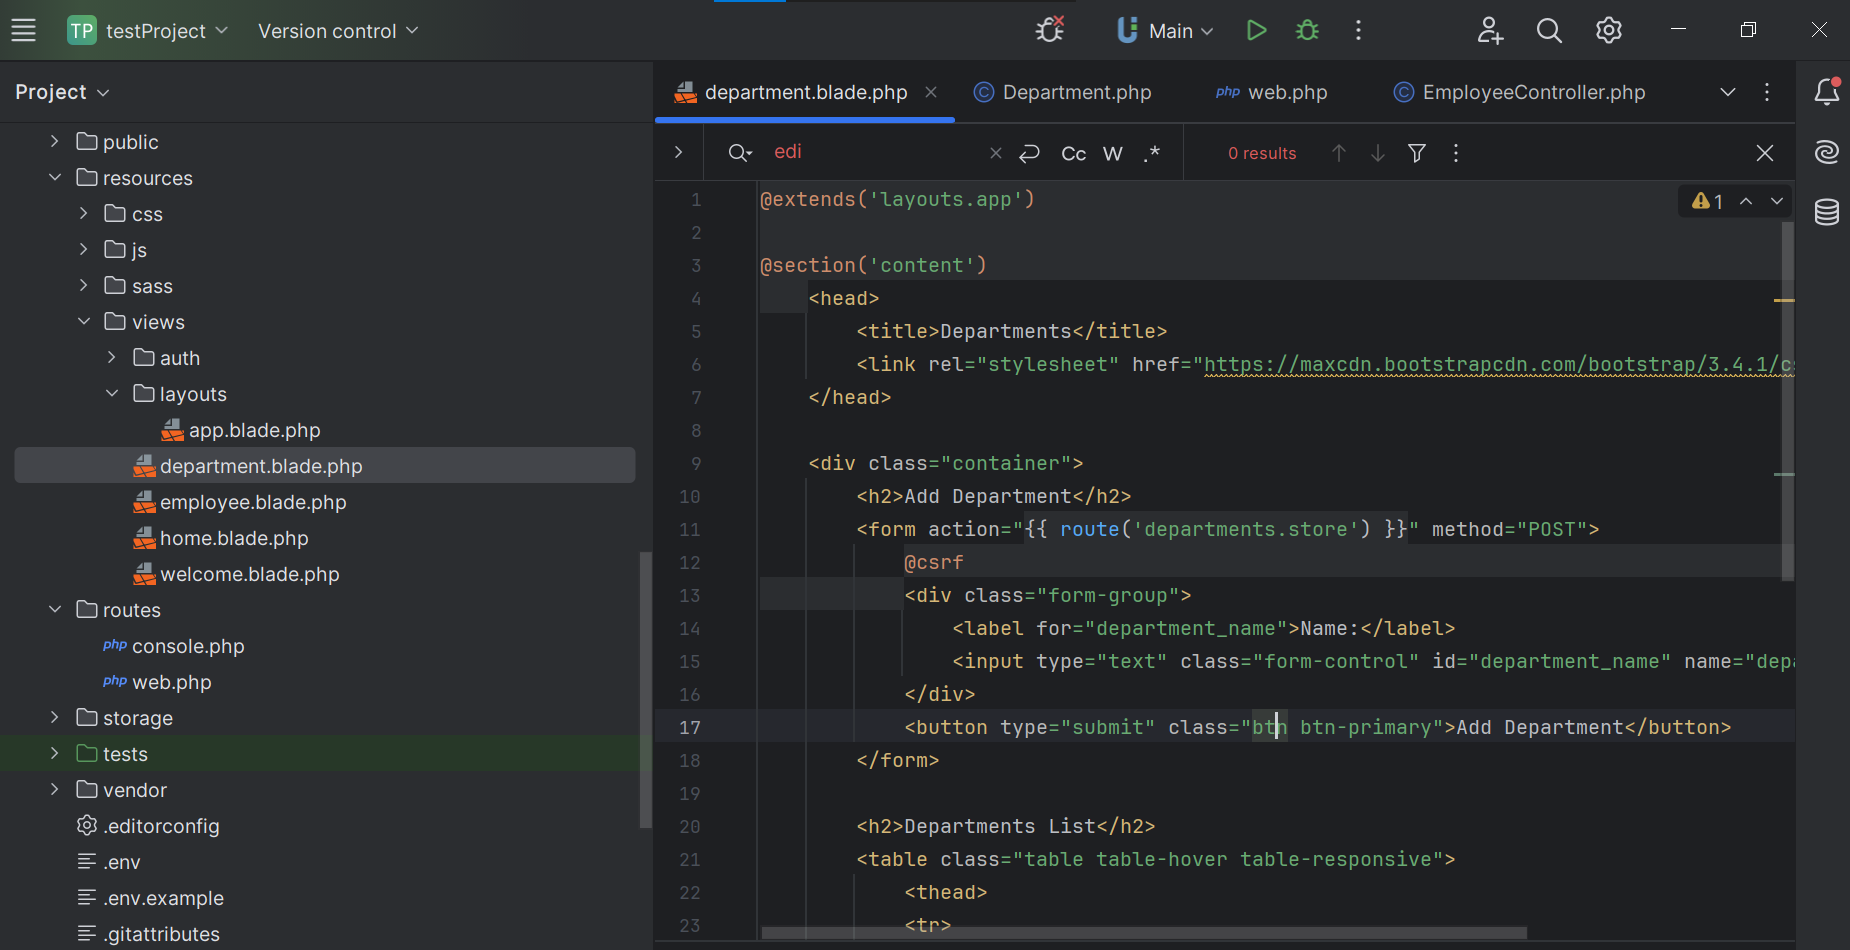 TP testProject Version control Main
Project
public
resources
css
js
sass
views
auth
layouts
app.blade.php
department.blade.php
employee.blade.php
home.blade.php
welcome.blade.php
routes
php console.php
php web.php
storage
tests
vendor
.editorconfig
.env
.env.example
.gitattributes
department.blade.php C Department.php php web.php C EmployeeController.php
edi Cc W .* 0 results
1 @extends('layouts.app') 1
2
3 @section('content')
4 <head>
5 <title>Departments</title>
6 <link rel="stylesheet" href="https://maxcdn.bootstrapcdn.com/bootstrap/3.4.1/cs
7 </head>
8
9 <div class="container">
10 <h2>Add Department</h2>
11 <form action="{{ route('departments.store') }}" method="POST">
12 @csrf
13 <div class="form-group">
14 <label for="department_name">Name:</label>
15 <input type="text" class="form-control" id="department_name" name="depa
16 </div>
17 <button type="submit" class="btn btn-primary">Add Department</button>
18 </form>
19
20 <h2>Departments List</h2>
21 <table class="table table-hover table-responsive">
22 <thead>
23 <tr>